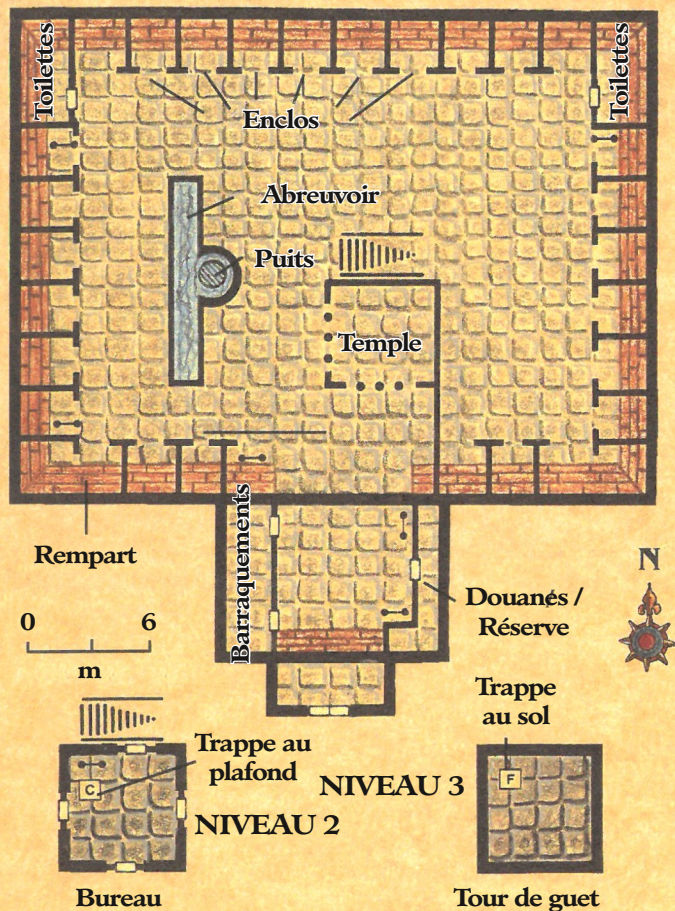 Toilettes
Toilettes
Enclos
Abreuvoir
Puits
Temple
Barraquements
Rempart
0 6
m
Douanes /
Réserve
N
Trappe
au sol
Trappe au
plafond
C
F
NIVEAU 3
NIVEAU 2
Bureau
Tour de guet